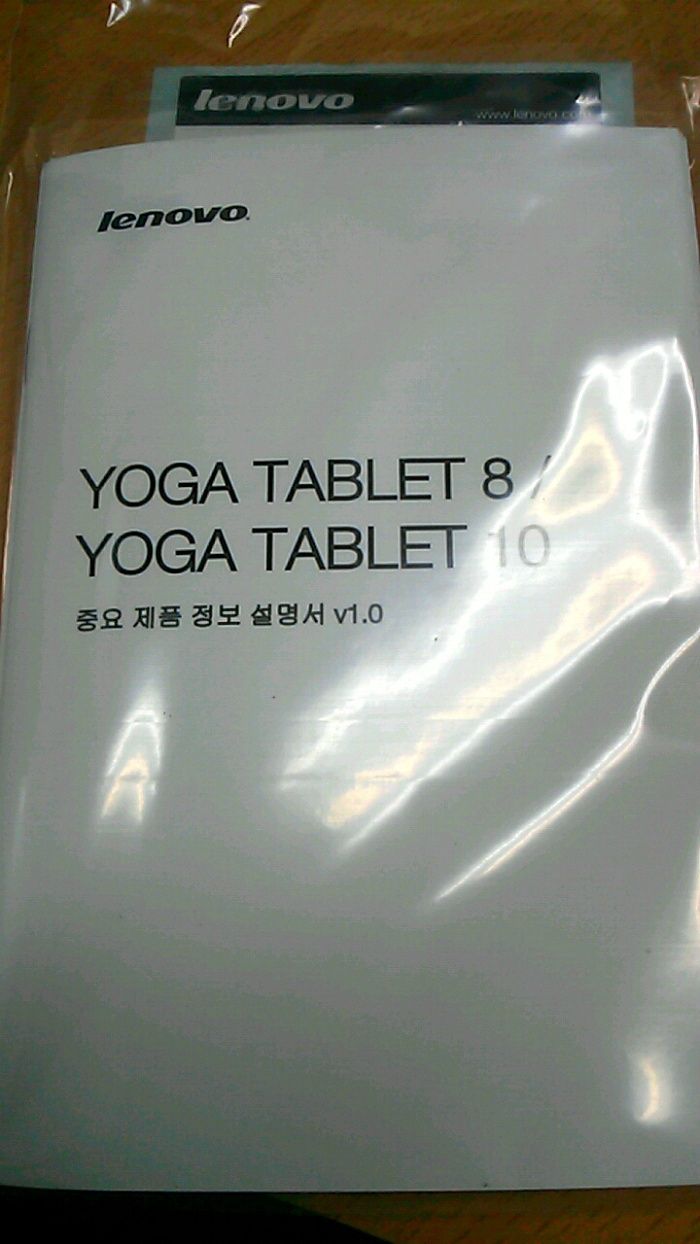 lenovo
www.lenovo.com
lenovo
YOGA TABLET 8 /
YOGA TABLET 10
중요 제품 정보 설명서 v1.0